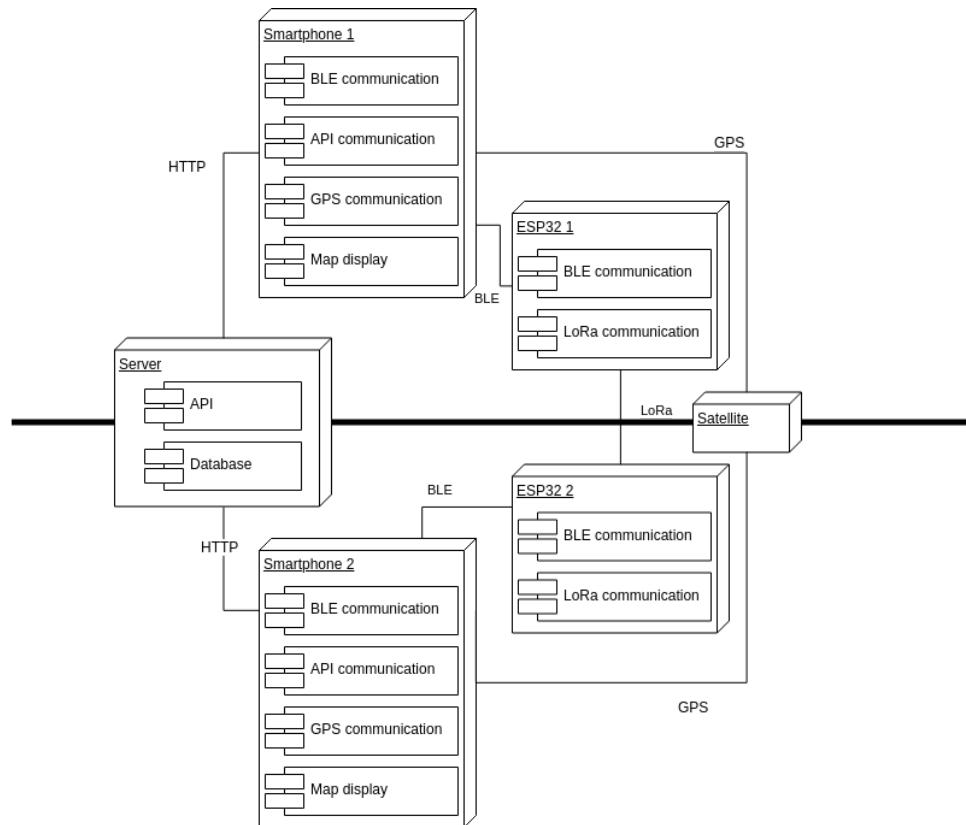 Smartphone 1
BLE communication
API communication
GPS communication
Map display
HTTP
GPS
BLE
ESP32 1
BLE communication
LoRa communication
Server
API
Database
LoRa
Satellite
HTTP
BLE
ESP32 2
BLE communication
LoRa communication
Smartphone 2
BLE communication
API communication
GPS communication
Map display
GPS